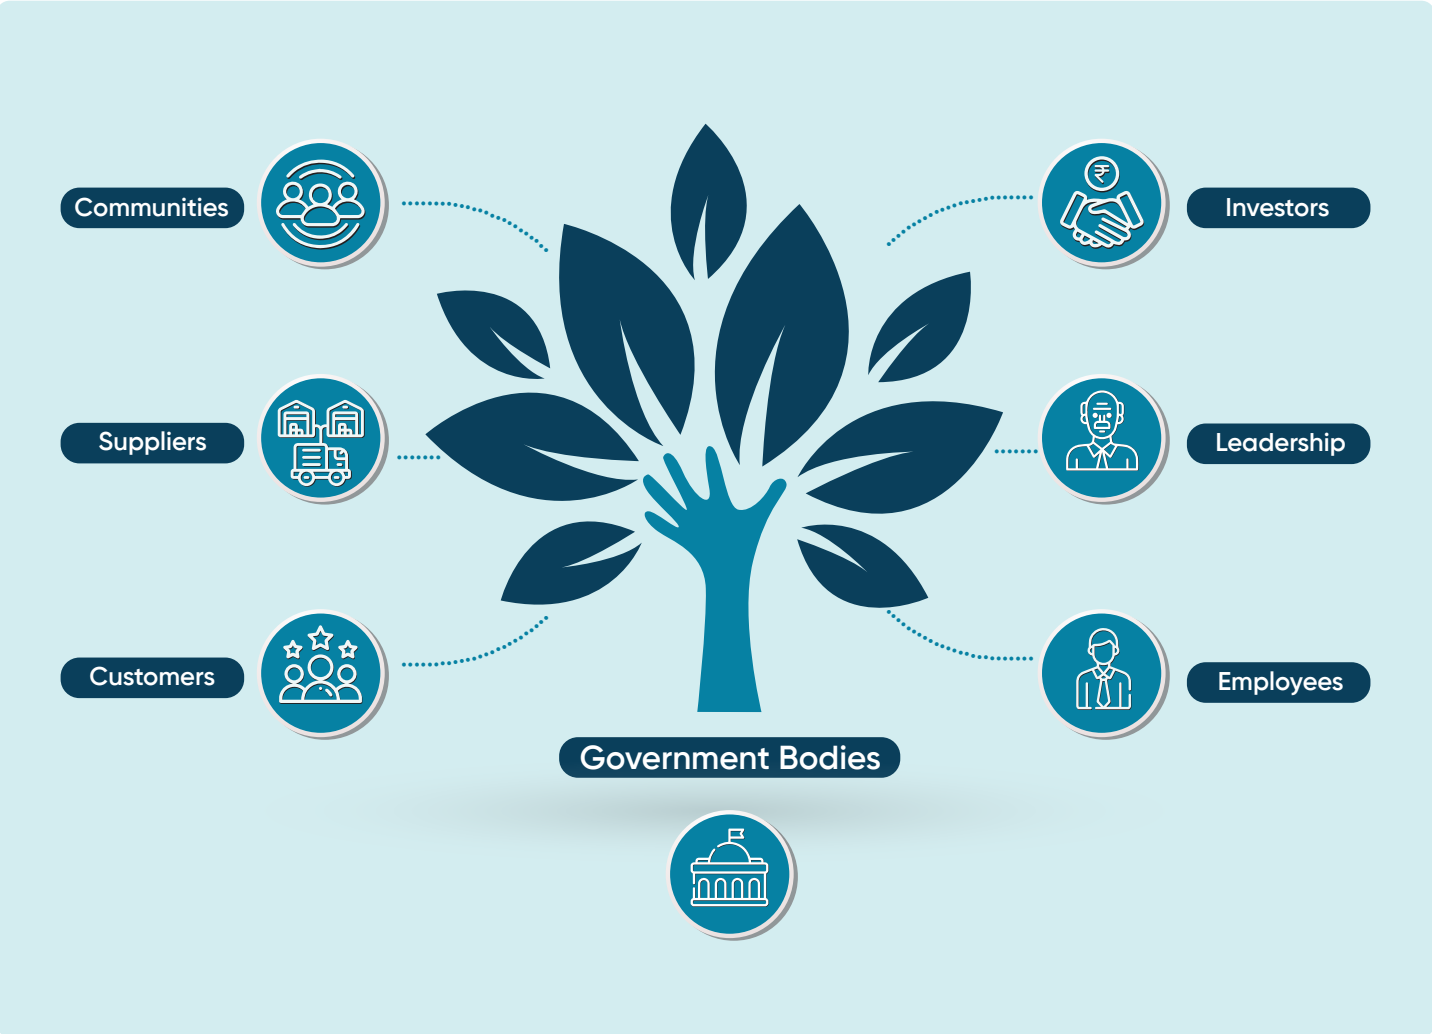 Communities
Investors
₹
Suppliers
Leadership
Customers
Employees
Government Bodies